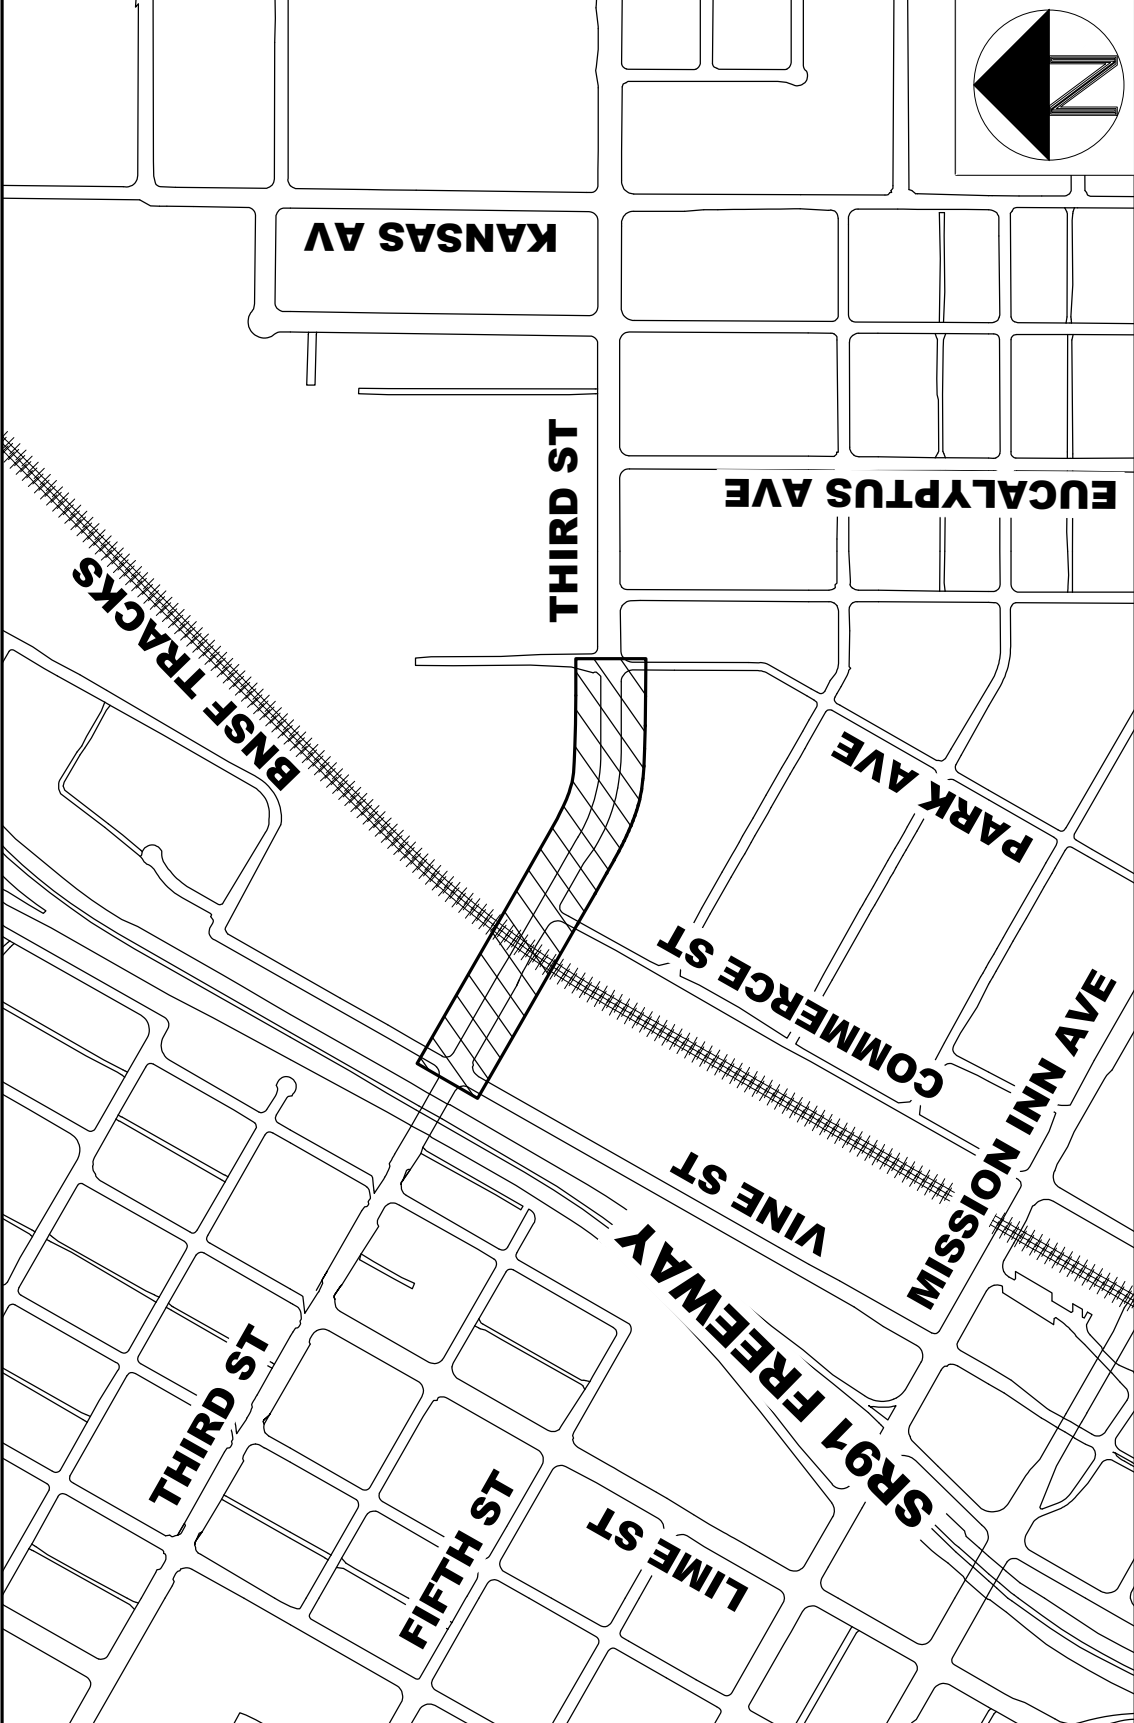 N
KANSAS AV
THIRD ST
EUCALYPTUS AVE
BNSF TRACKS
PARK AVE
COMMERCE ST
MISSION INN AVE
VINE ST
SR91 FREEWAY
THIRD ST
FIFTH ST
LIME ST